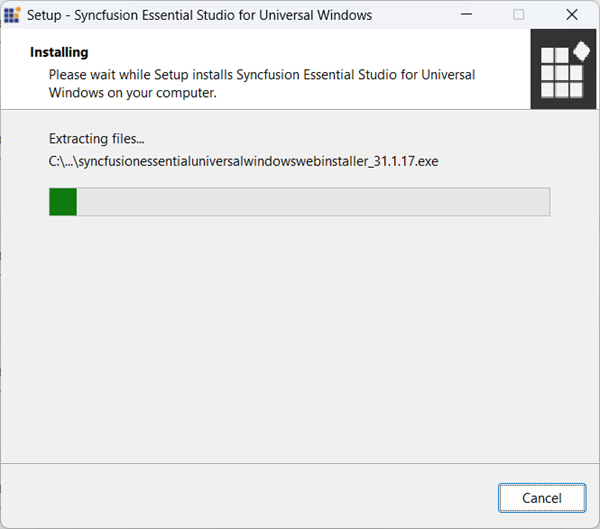 Setup - Syncfusion Essential Studio for Universal Windows
Installing
Please wait while Setup installs Syncfusion Essential Studio for Universal
Windows on your computer.
Extracting files...
C:\...\syncfusionessentialuniversalwindowswebinstaller_31.1.17.exe
Cancel